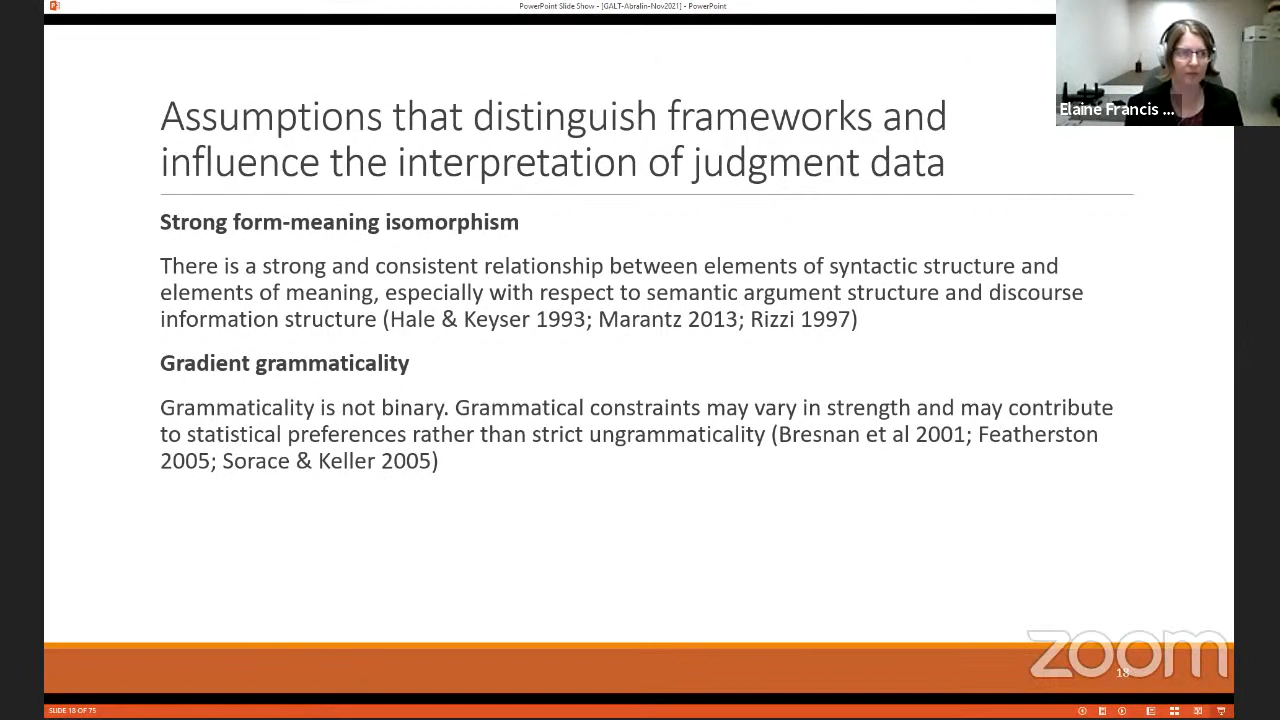 PowerPoint Slide Show - [GALT-Abralin-Nov2021] - PowerPoint
Elaine Francis ...
Assumptions that distinguish frameworks and
influence the interpretation of judgment data
Strong form-meaning isomorphism
There is a strong and consistent relationship between elements of syntactic structure and
elements of meaning, especially with respect to semantic argument structure and discourse
information structure (Hale & Keyser 1993; Marantz 2013; Rizzi 1997)
Gradient grammaticality
Grammaticality is not binary. Grammatical constraints may vary in strength and may contribute
to statistical preferences rather than strict ungrammaticality (Bresnan et al 2001; Featherston
2005; Sorace & Keller 2005)
zoom
18
SLIDE 18 OF 75